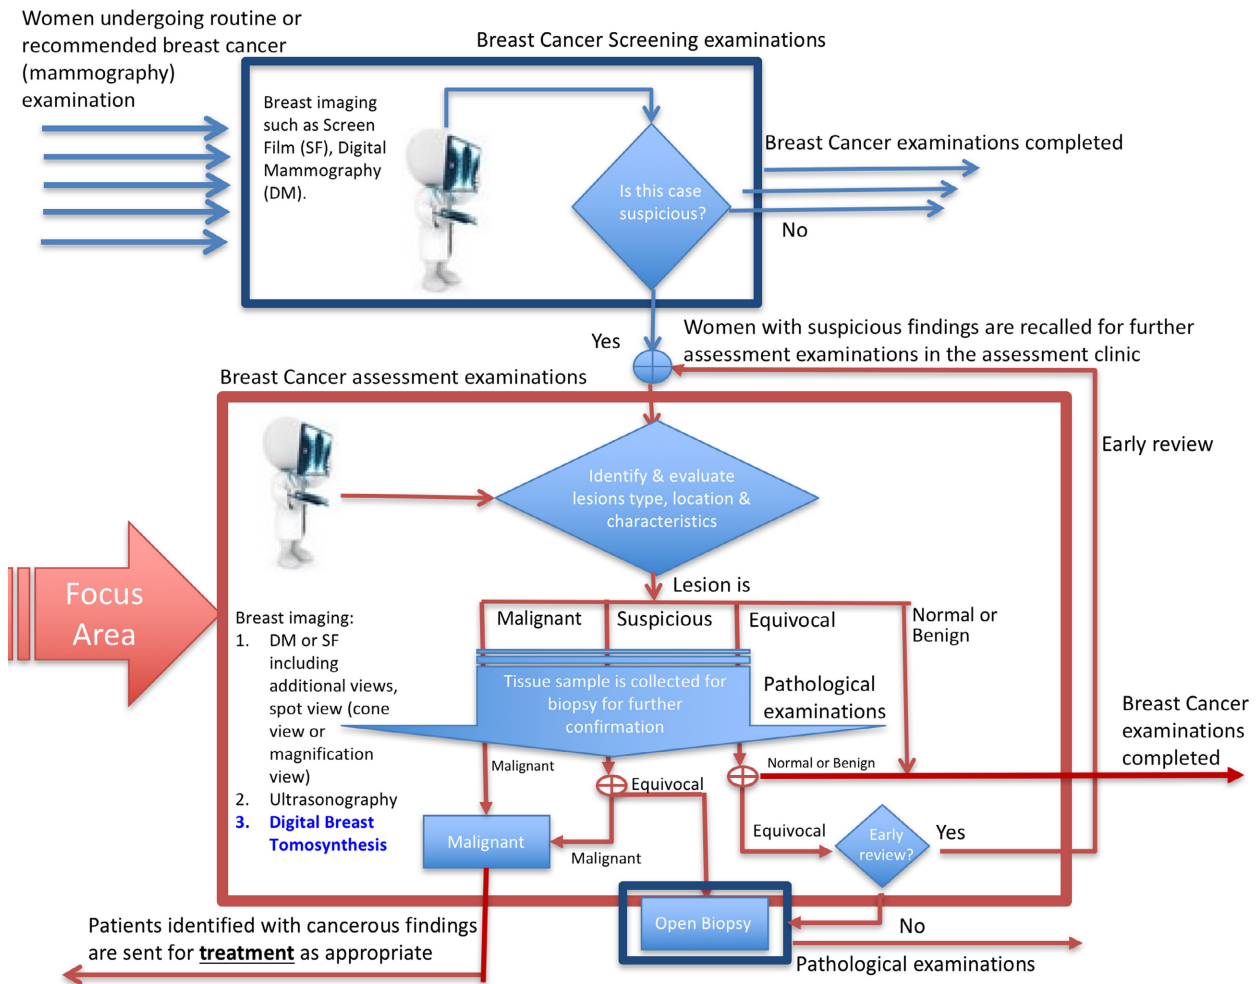 Women undergoing routine or
recommended breast cancer
(mammography)
examination
Breast Cancer Screening examinations
Breast imaging
such as Screen
Film (SF), Digital
Mammography
(DM).
Is this case
suspicious?
Breast Cancer examinations completed
No
Yes
Women with suspicious findings are recalled for further
assessment examinations in the assessment clinic
Breast Cancer assessment examinations
Early review
Identify & evaluate
lesions type, location &
characteristics
Focus
Area
Lesion is
Malignant
Suspicious
Equivocal
Normal or
Benign
Breast imaging:
1. DM or SF
including
additional views,
spot view (cone
view or
magnification
view)
2. Ultrasonography
3. Digital Breast
Tomosynthesis
Tissue sample is collected for
biopsy for further
confirmation
Pathological
examinations
Breast Cancer
examinations
completed
Malignant
Equivocal
Normal or Benign
Malignant
Malignant
Equivocal
Early
review?
Yes
Open Biopsy
No
Pathological examinations
Patients identified with cancerous findings
are sent for treatment as appropriate